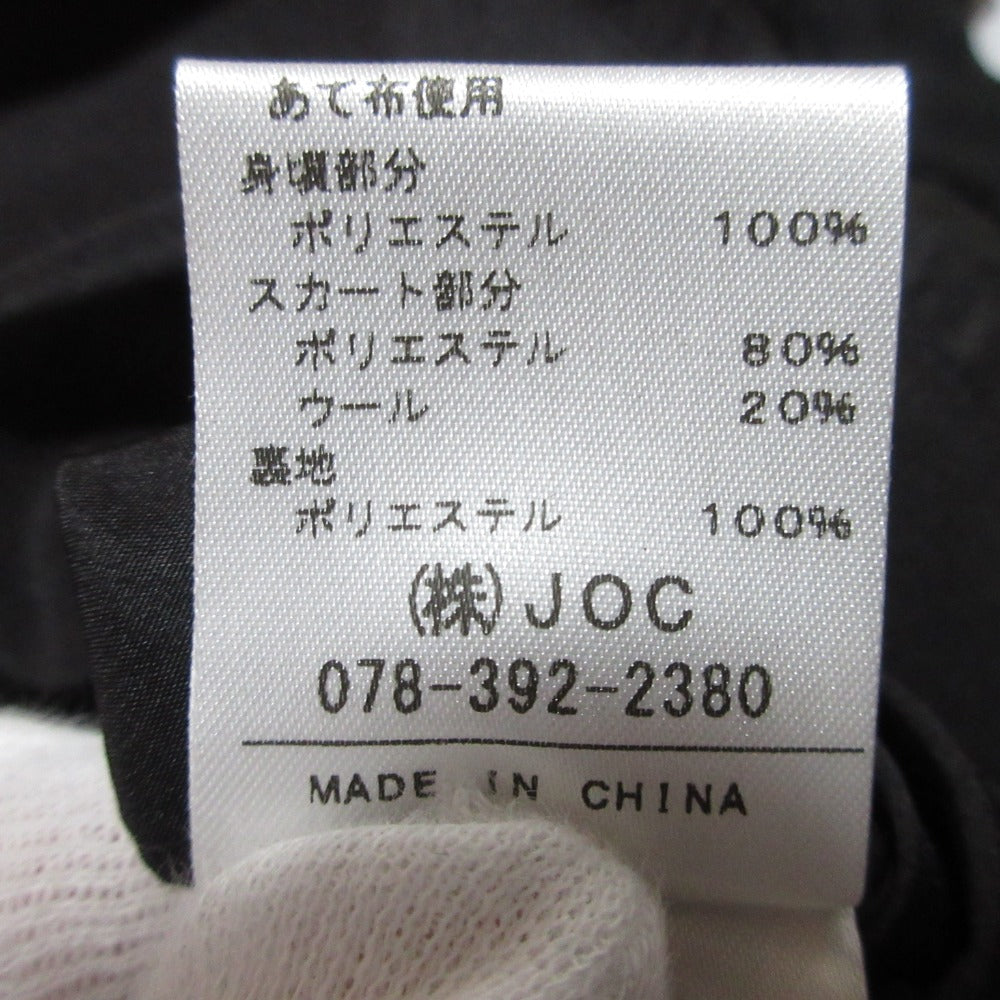 あて布使用
身頃部分
ポリエステル 100%
スカート部分
ポリエステル 80%
ウール 20%
裏地
ポリエステル 100%
(株)JOC
078-392-2380
MADE IN CHINA